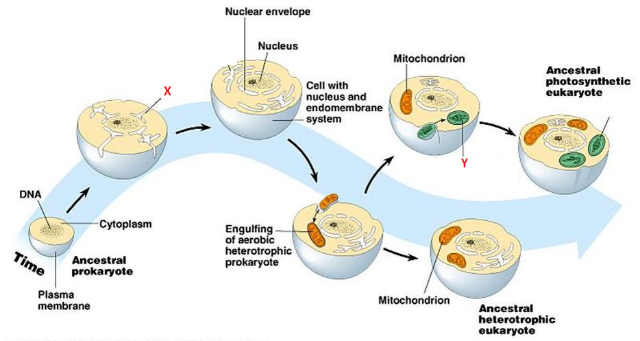 Nuclear envelope
Nucleus
X
Cell with
nucleus and
endomembrane
system
Mitochondrion
Ancestral
photosynthetic
eukaryote
Y
DNA
Cytoplasm
Ancestral
prokaryote
Plasma
membrane
Time
Engulfing
of aerobic
heterotrophic
prokaryote
Mitochondrion
Ancestral
heterotrophic
eukaryote